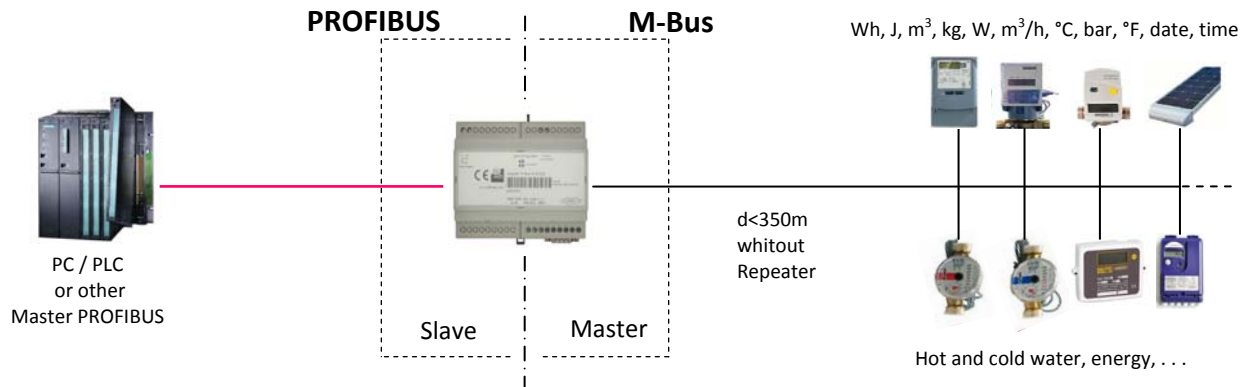 PROFIBUS
M-Bus
Wh, J, m³, kg, W, m³/h, °C, bar, °F, date, time
d<350m
whitout
Repeater
PC / PLC
or other
Master PROFIBUS
Slave
Master
Hot and cold water, energy, . . .